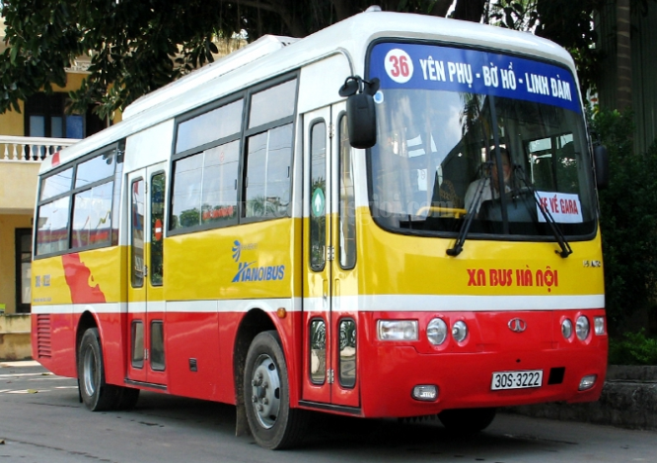 36 YÊN PHỤ - BỜ HỒ - LINH ĐÀM
XE VỀ GARA
HANOIBUS
XN BUS HÀ NỘI
30S-3222